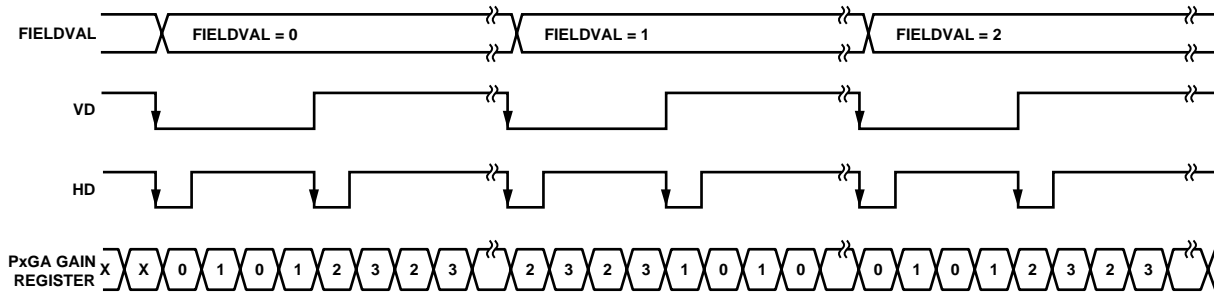 FIELDVAL FIELDVAL = 0 FIELDVAL = 1 FIELDVAL = 2
VD
HD
PxGA GAIN
REGISTER X X 0 1 0 1 2 3 2 3 2 3 2 3 1 0 1 0 0 1 0 1 2 3 2 3